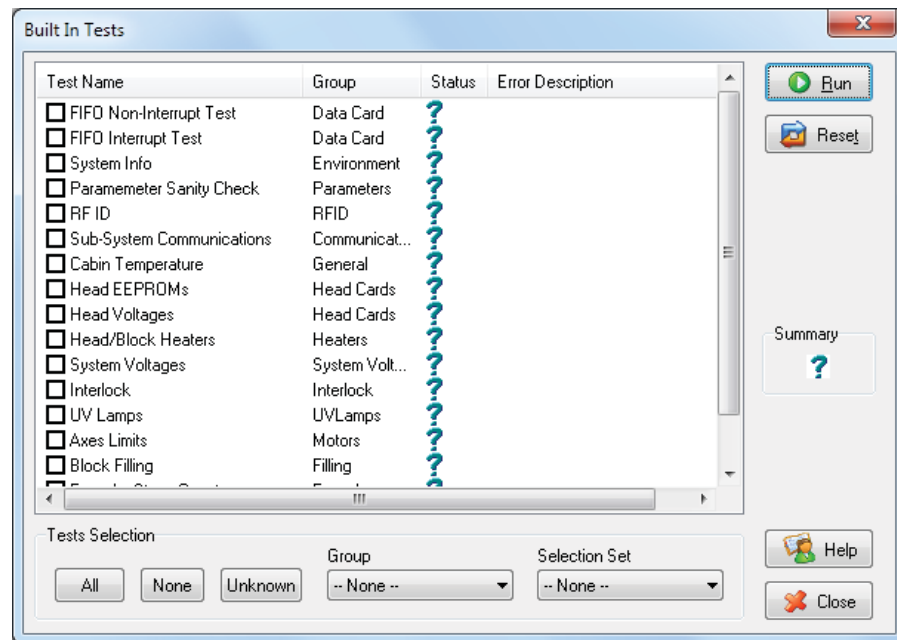 Built In Tests
Test Name Group Status Error Description
FIFO Non-Interrupt Test Data Card ?
FIFO Interrupt Test Data Card ?
System Info Environment ?
Paramemeter Sanity Check Parameters ?
RF ID RFID ?
Sub-System Communications Communicat... ?
Cabin Temperature General ?
Head EEPROMs Head Cards ?
Head Voltages Head Cards ?
Head/Block Heaters Heaters ?
System Voltages System Volt... ?
Interlock Interlock ?
UV Lamps UVLamps ?
Axes Limits Motors ?
Block Filling Filling ?
Run
Reset
Summary
?
Tests Selection
All None Unknown
Group
-- None --
Selection Set
-- None --
Help
Close